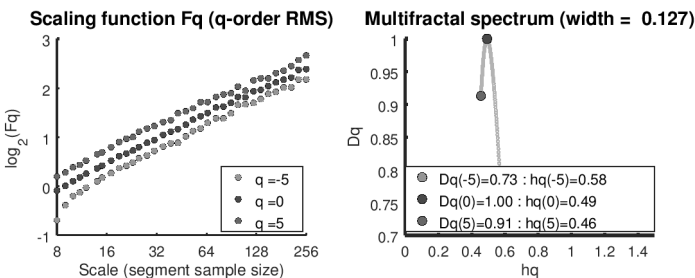 Scaling function Fq (q-order RMS)
3
2
1
0
-1
log2(Fq)
q =-5
q =0
q =5
8 16 32 64 128 256
Scale (segment sample size)
Multifractal spectrum (width = 0.127)
1
0.95
0.9
0.85
0.8
0.75
0.7
Dq
Dq(-5)=0.73 : hq(-5)=0.58
Dq(0)=1.00 : hq(0)=0.49
Dq(5)=0.91 : hq(5)=0.46
0 0.2 0.4 0.6 0.8 1 1.2 1.4
hq